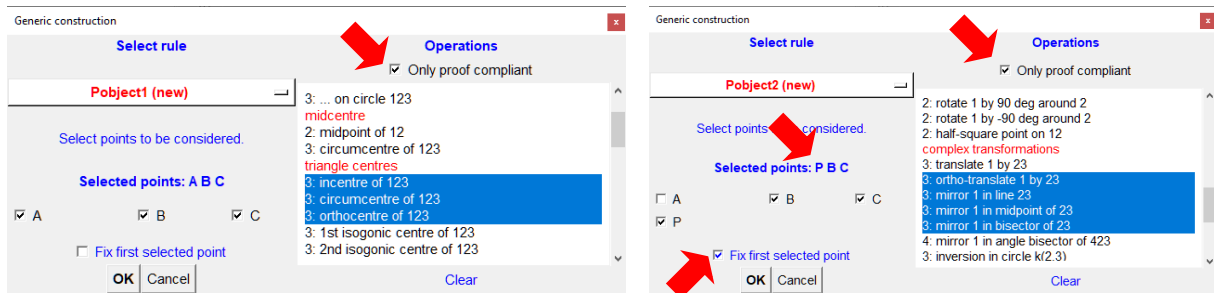 Generic construction
x
Select rule
Operations
Only proof compliant
Pobject1 (new)
3: ... on circle 123
midcentre
2: midpoint of 12
3: circumcentre of 123
triangle centres
3: incentre of 123
3: circumcentre of 123
3: orthocentre of 123
3: 1st isogonic centre of 123
3: 2nd isogonic centre of 123
Select points to be considered.
Selected points: A B C
A B C
Fix first selected point
OK Cancel
Clear
Generic construction
x
Select rule
Operations
Only proof compliant
Pobject2 (new)
2: rotate 1 by 90 deg around 2
2: rotate 1 by -90 deg around 2
2: half-square point on 12
complex transformations
3: translate 1 by 23
3: ortho-translate 1 by 23
3: mirror 1 in line 23
3: mirror 1 in midpoint of 23
3: mirror 1 in bisector of 23
4: mirror 1 in angle bisector of 423
3: inversion in circle k(2.3)
Select points considered.
Selected points: P B C
A B C
P
Fix first selected point
OK Cancel
Clear